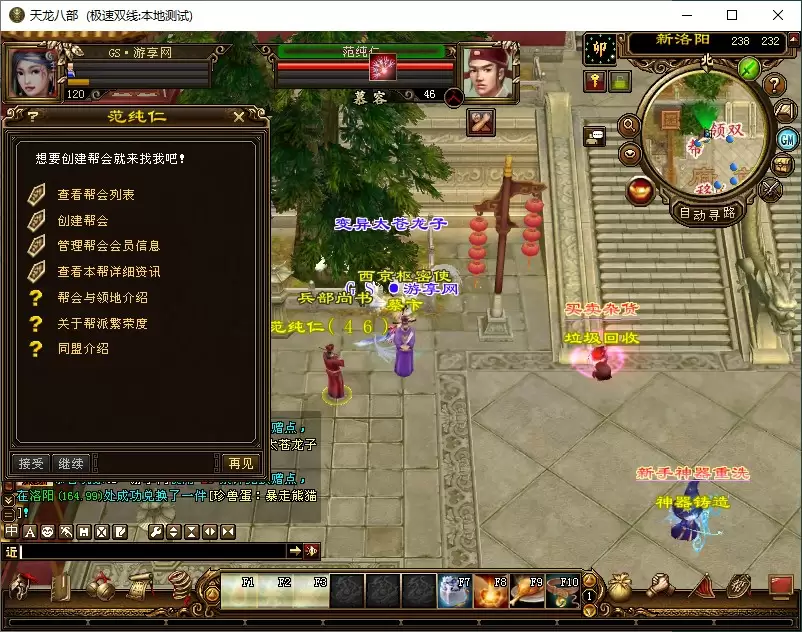 天龙八部 (极速双线:本地测试)
GS·游享网
120
范纯仁
慕容
46
卯
新洛阳
238 232
北
GM
领双
自动寻路
?
范纯仁
想要创建帮会就来找我吧!
查看帮会列表
创建帮会
管理帮会会员信息
查看本帮详细资讯
帮会与领地介绍
关于帮派繁荣度
同盟介绍
接受
继续
再见
变异太苍龙子
西京枢密使
GS
游享网
兵部尚书
蔡卞
范纯仁(46)
买卖杂货
垃圾回收
新手神器重洗
神器铸造
赠点,
太苍龙子
赠点,
在洛阳(164,99)处成功兑换了一件[珍兽蛋:暴走熊猫
]!
中
A
近
F1
F2
F3
F7
F8
F9
F10
1